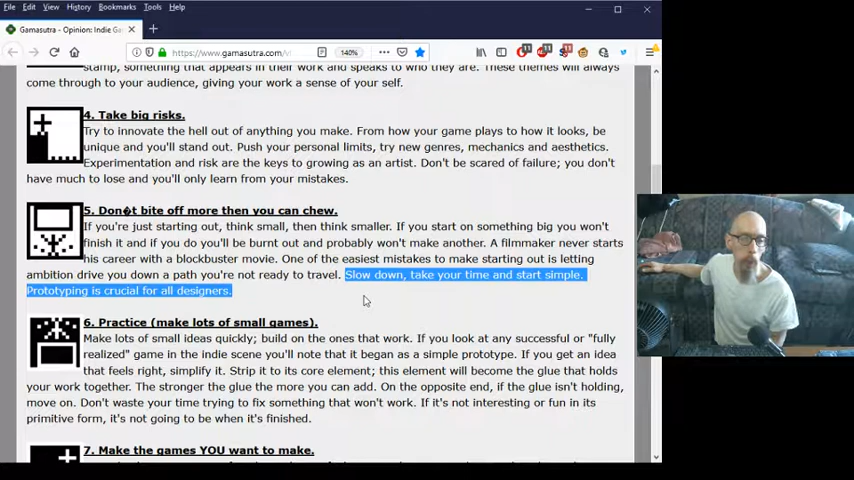 File Edit View History Bookmarks Tools Help
Gamasutra - Opinion: Indie Ga
https://www.gamasutra.com/
140%
stamp, something that appears in their work and speaks to who they are. These themes will always
come through to your audience, giving your work a sense of your self.
4. Take big risks.
Try to innovate the hell out of anything you make. From how your game plays to how it looks, be
unique and you'll stand out. Push your personal limits, try new genres, mechanics and aesthetics.
Experimentation and risk are the keys to growing as an artist. Don't be scared of failure; you don't
have much to lose and you'll only learn from your mistakes.
5. Don�t bite off more then you can chew.
If you're just starting out, think small, then think smaller. If you start on something big you won't
finish it and if you do you'll be burnt out and probably won't make another. A filmmaker never starts
his career with a blockbuster movie. One of the easiest mistakes to make starting out is letting
ambition drive you down a path you're not ready to travel. Slow down, take your time and start simple.
Prototyping is crucial for all designers.
6. Practice (make lots of small games).
Make lots of small ideas quickly; build on the ones that work. If you look at any successful or "fully
realized" game in the indie scene you'll note that it began as a simple prototype. If you get an idea
that feels right, simplify it. Strip it to its core element; this element will become the glue that holds
your work together. The stronger the glue the more you can add. On the opposite end, if the glue isn't holding,
move on. Don't waste your time trying to fix something that won't work. If it's not interesting or fun in its
primitive form, it's not going to be when it's finished.
7. Make the games YOU want to make.